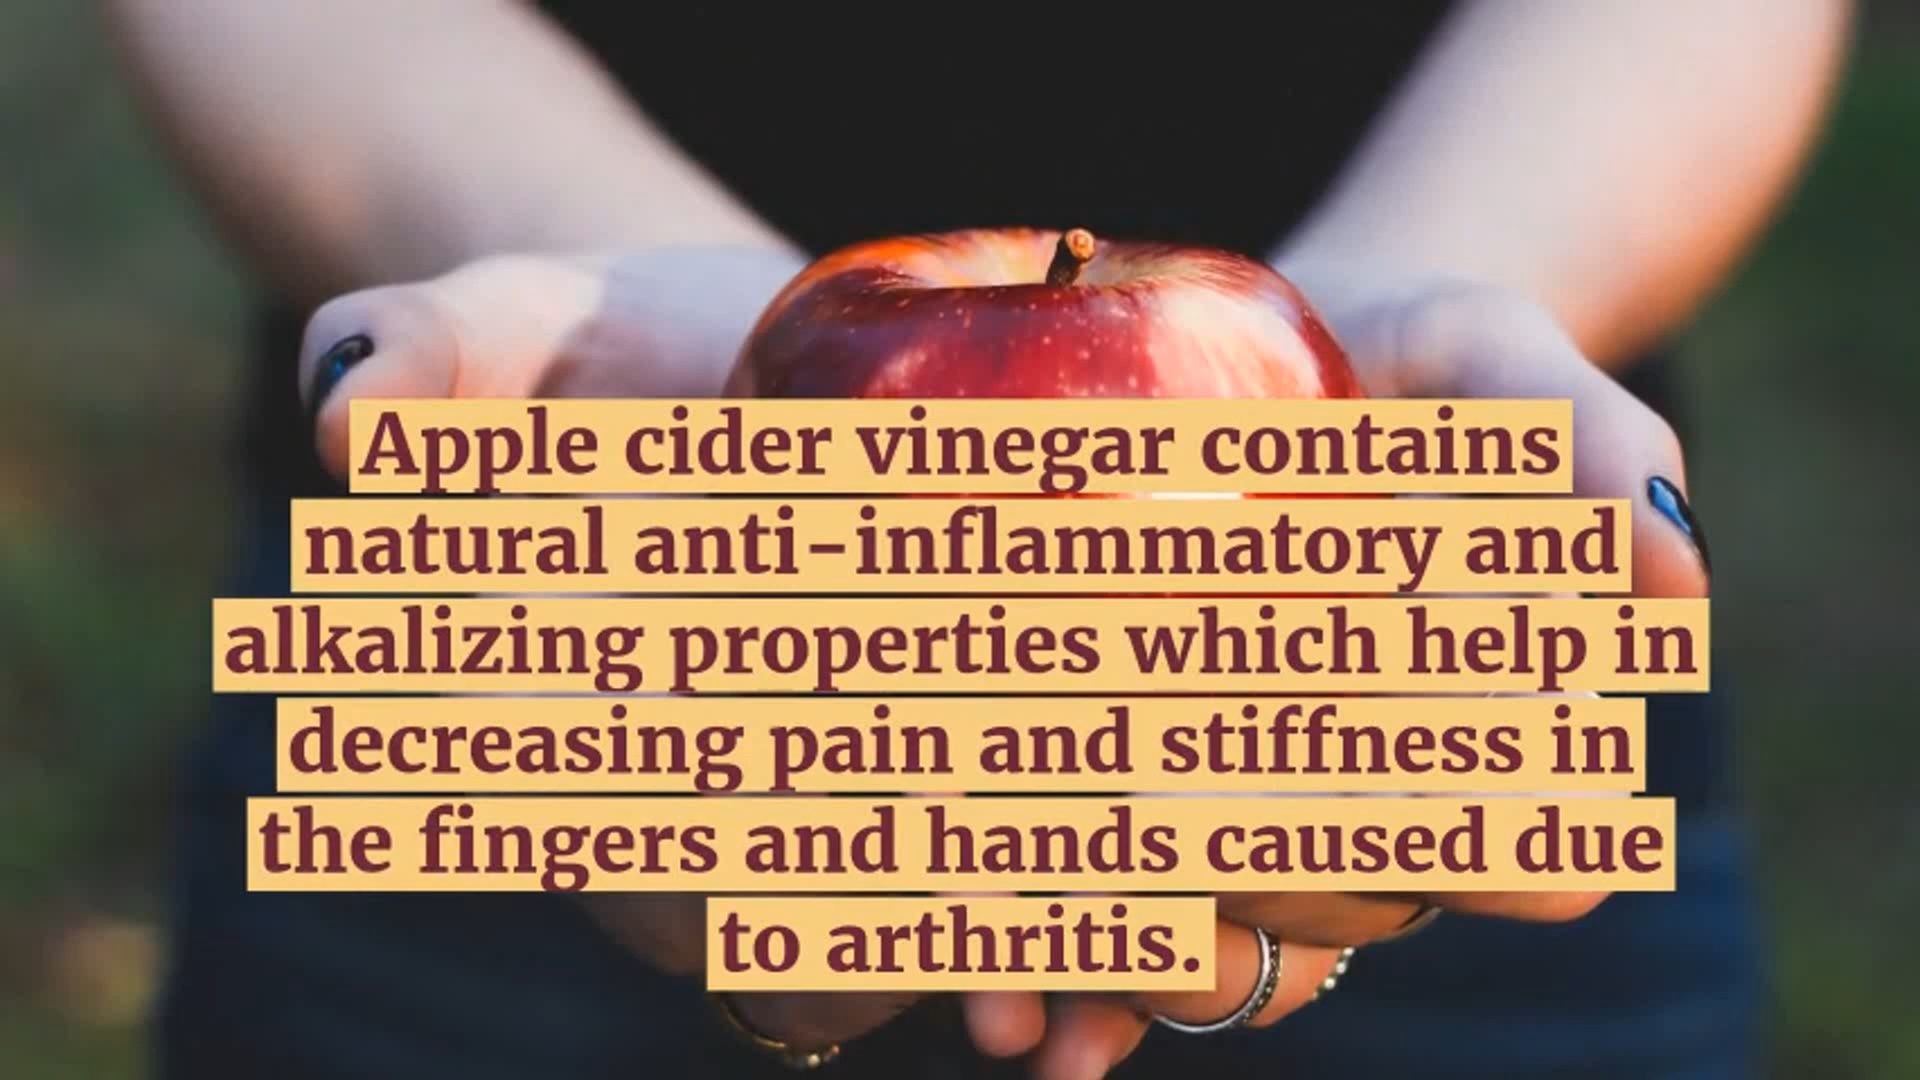 Apple cider vinegar contains
natural anti-inflammatory and
alkalizing properties which help in
decreasing pain and stiffness in
the fingers and hands caused due
to arthritis.